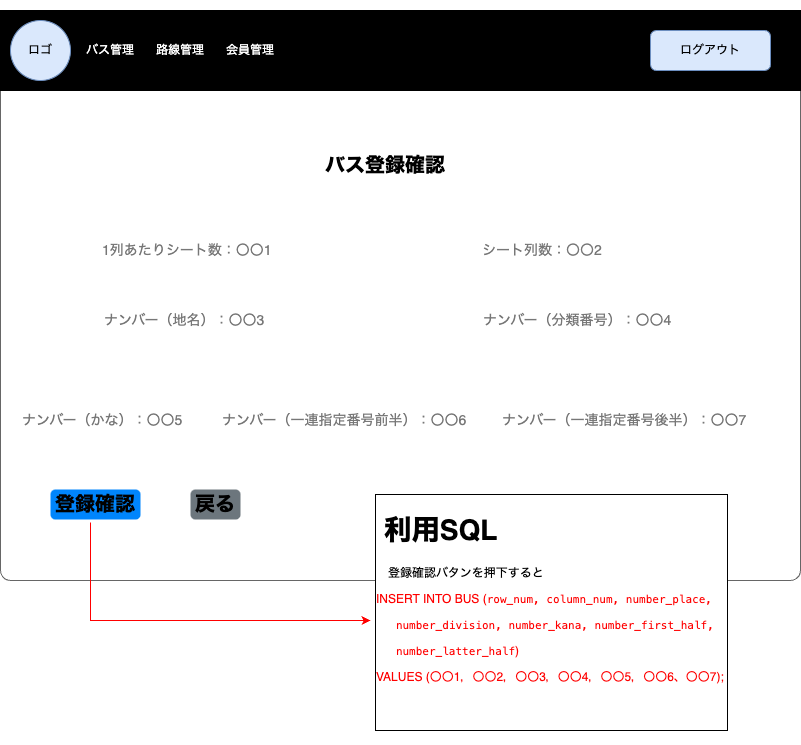 ロゴ バス管理 路線管理 会員管理 ログアウト
バス登録確認
1列あたりシート数：〇〇1 シート列数：〇〇2
ナンバー（地名）：〇〇3 ナンバー（分類番号）：〇〇4
ナンバー（かな）：〇〇5 ナンバー（一連指定番号前半）：〇〇6 ナンバー（一連指定番号後半）：〇〇7
登録確認 戻る
利用SQL
登録確認バタンを押下すると
INSERT INTO BUS (row_num, column_num, number_place,
number_division, number_kana, number_first_half,
number_latter_half)
VALUES (〇〇1, 〇〇2, 〇〇3, 〇〇4, 〇〇5, 〇〇6、〇〇7);